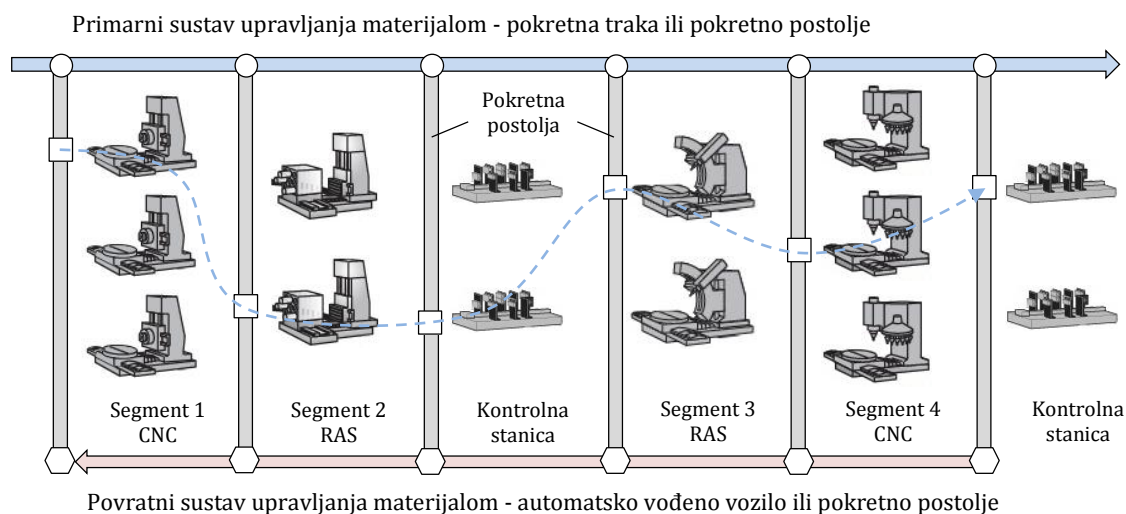 Primarni sustav upravljanja materijalom - pokretna traka ili pokretno postolje
Pokretna
postolja
Segment 1
CNC
Segment 2
RAS
Kontrolna
stanica
Segment 3
RAS
Segment 4
CNC
Kontrolna
stanica
Povratni sustav upravljanja materijalom - automatsko vođeno vozilo ili pokretno postolje